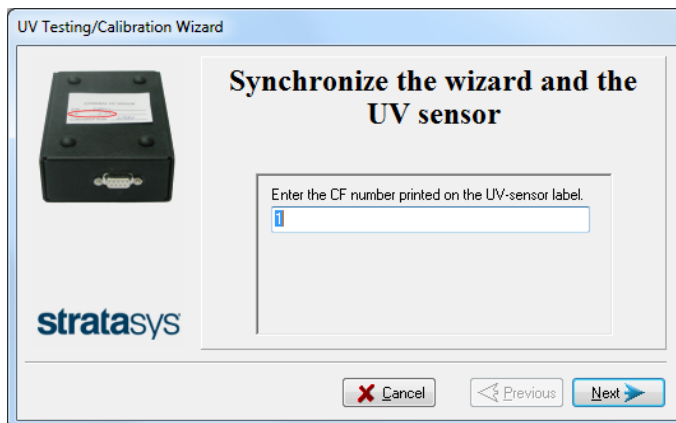 UV Testing/Calibration Wizard
Synchronize the wizard and the
UV sensor
Enter the CF number printed on the UV-sensor label.
1
stratasys
Cancel
Previous
Next